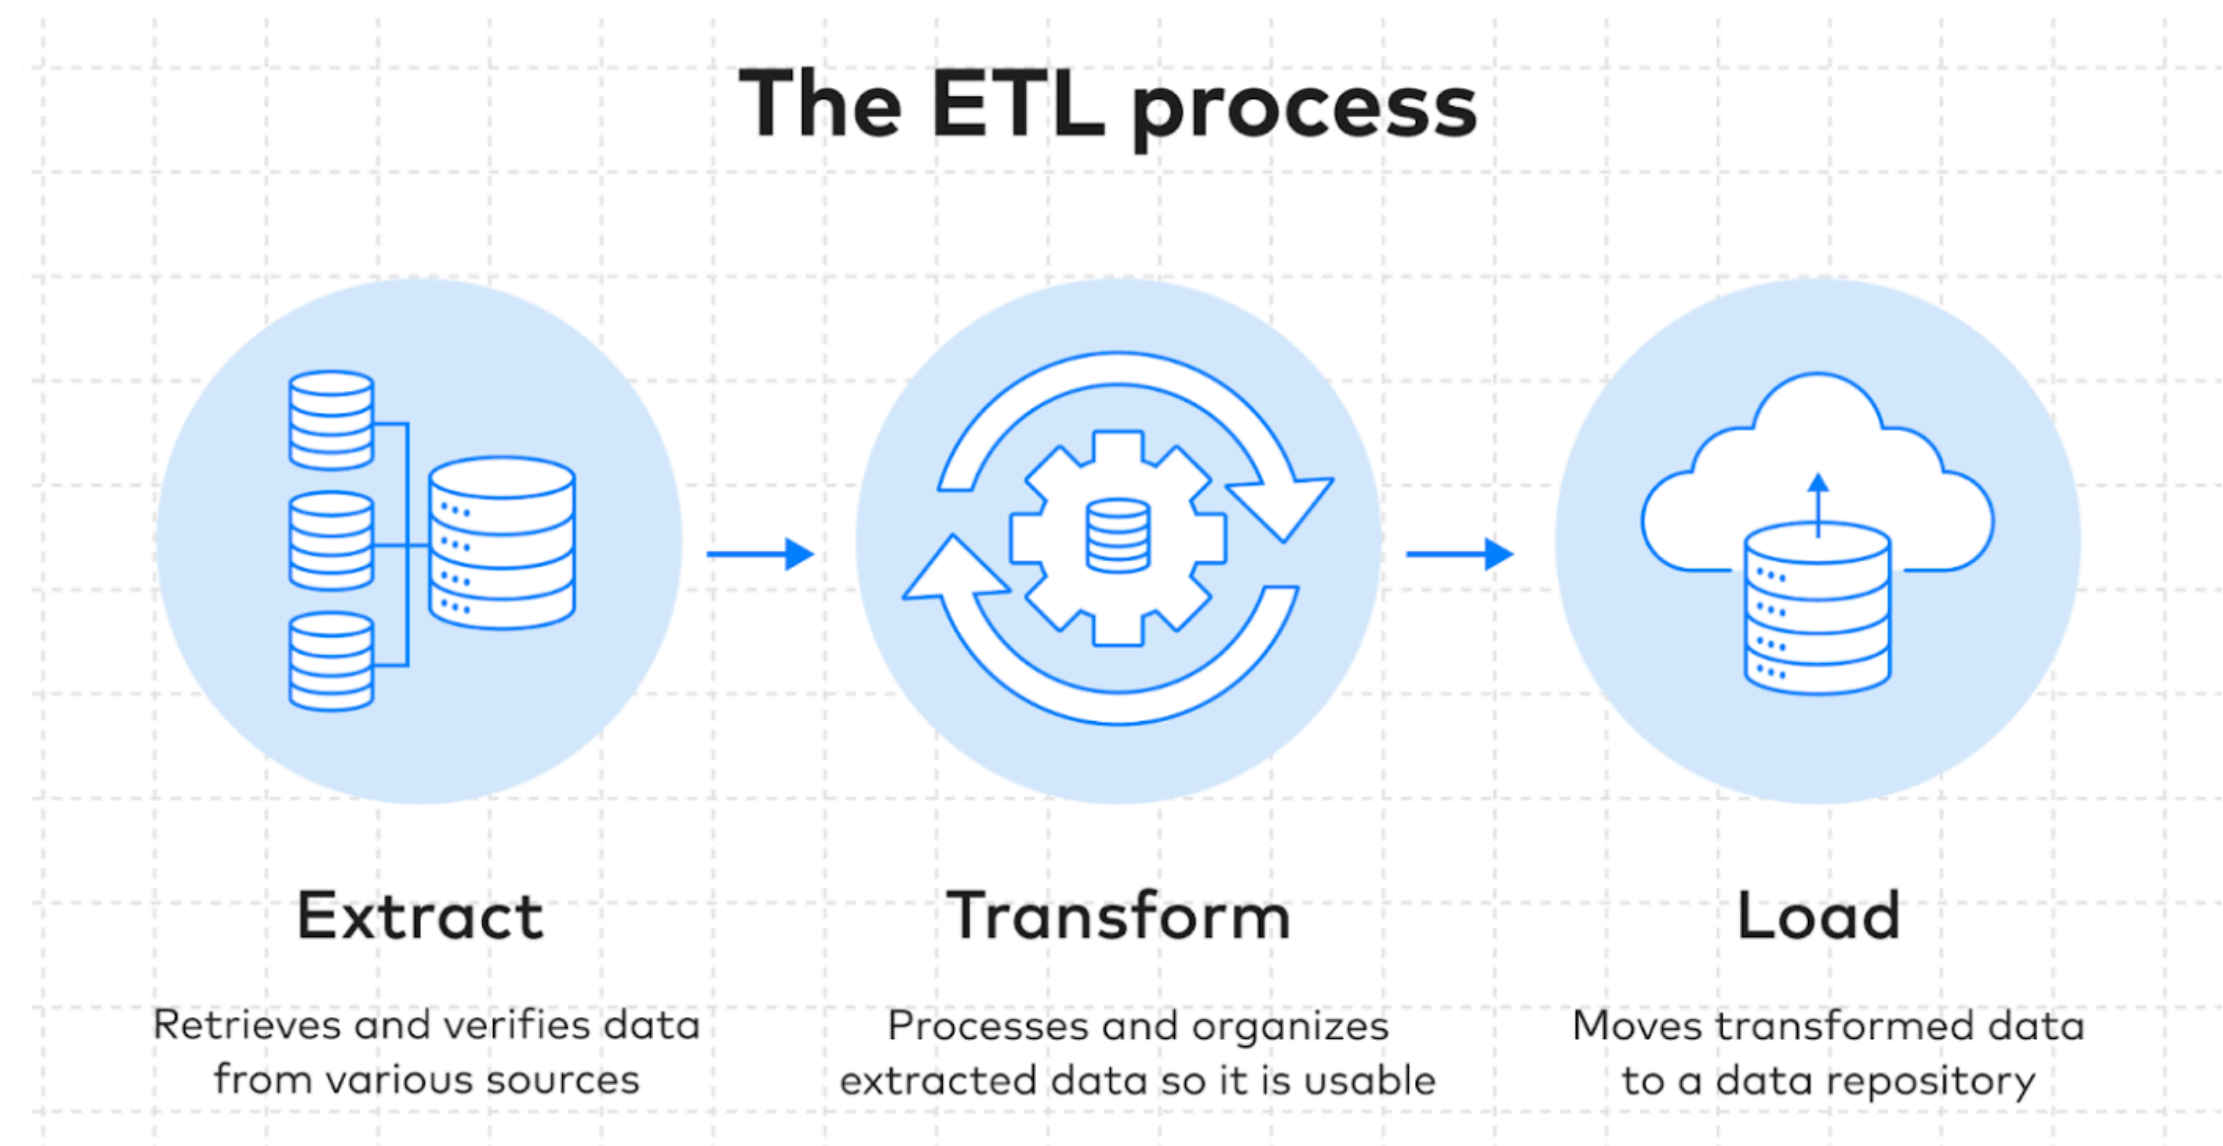 The ETL process
Extract
Retrieves and verifies data
from various sources
Transform
Processes and organizes
extracted data so it is usable
Load
Moves transformed data
to a data repository